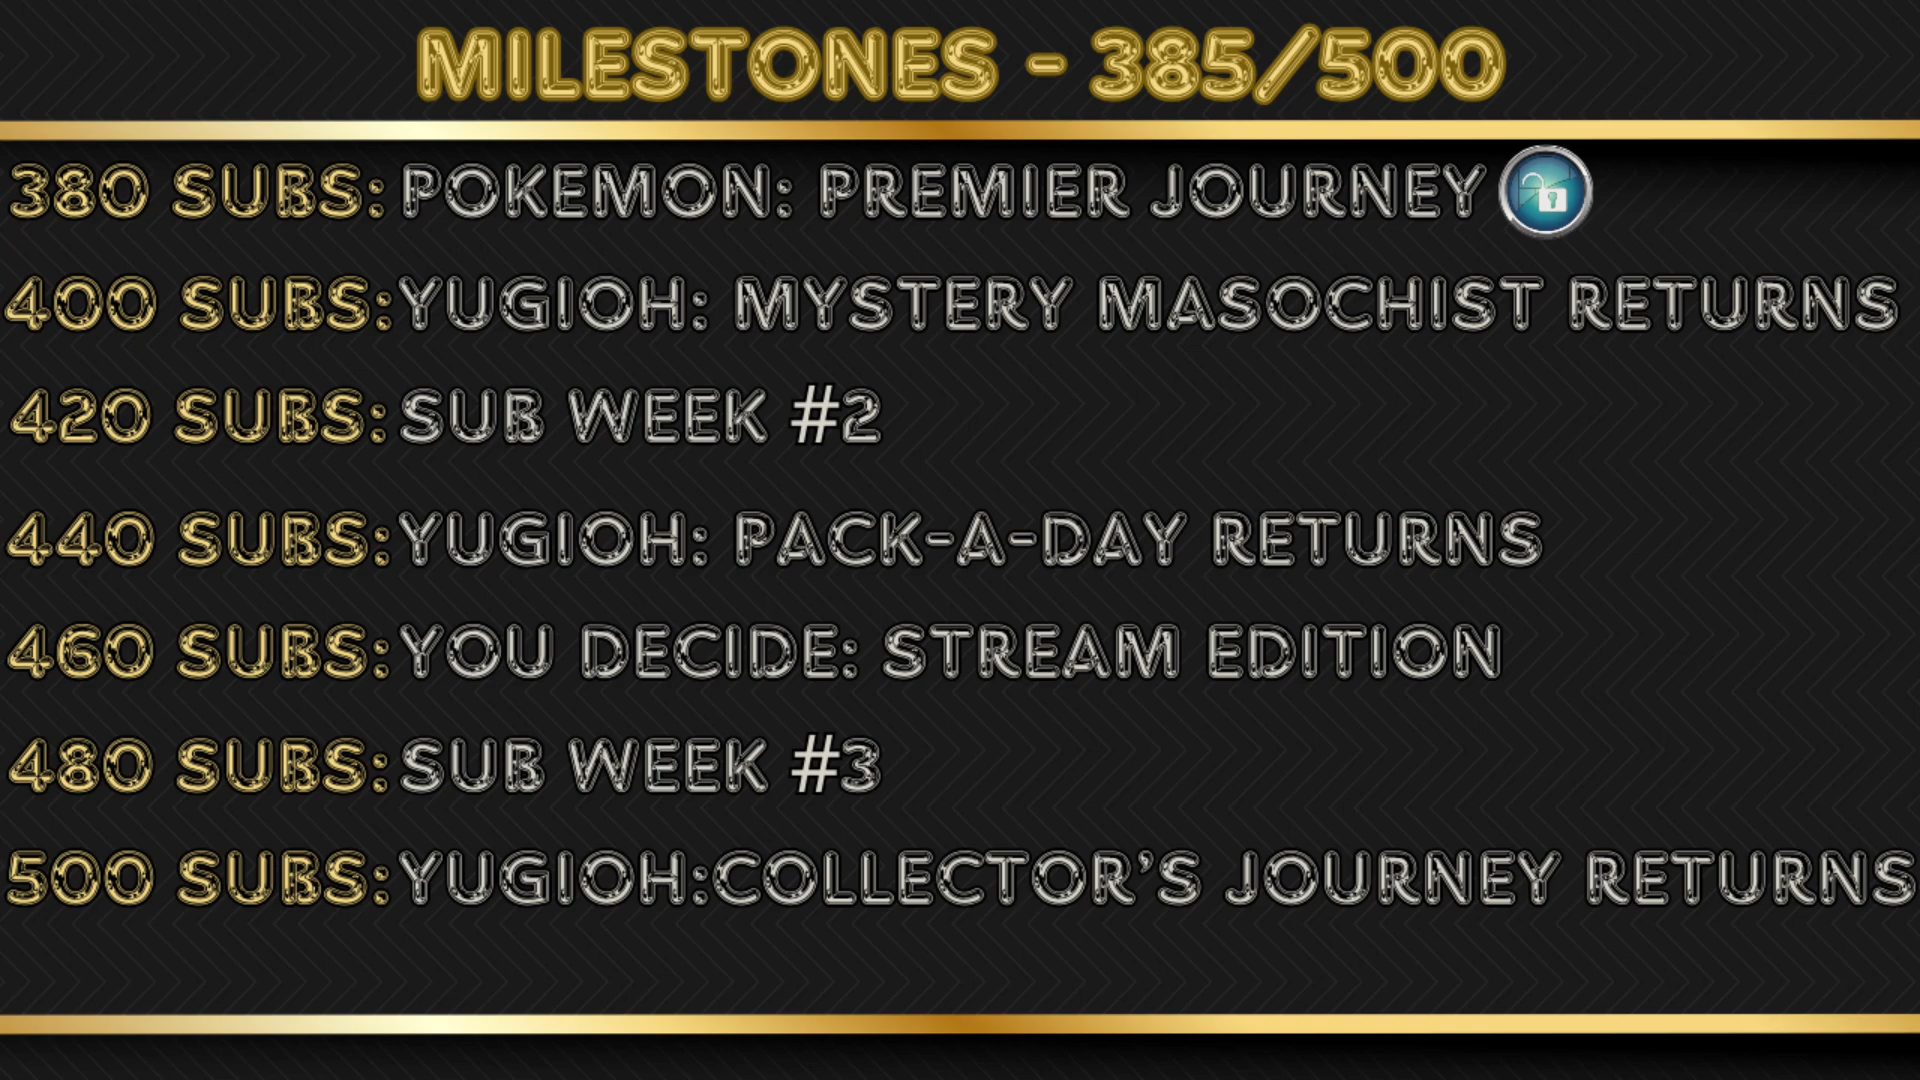 MILESTONES - 385/500
380 SUBS: POKEMON: PREMIER JOURNEY
400 SUBS: YUGIOH: MYSTERY MASOCHIST RETURNS
420 SUBS: SUB WEEK #2
440 SUBS: YUGIOH: PACK-A-DAY RETURNS
460 SUBS: YOU DECIDE: STREAM EDITION
480 SUBS: SUB WEEK #3
500 SUBS: YUGIOH:COLLECTOR'S JOURNEY RETURNS